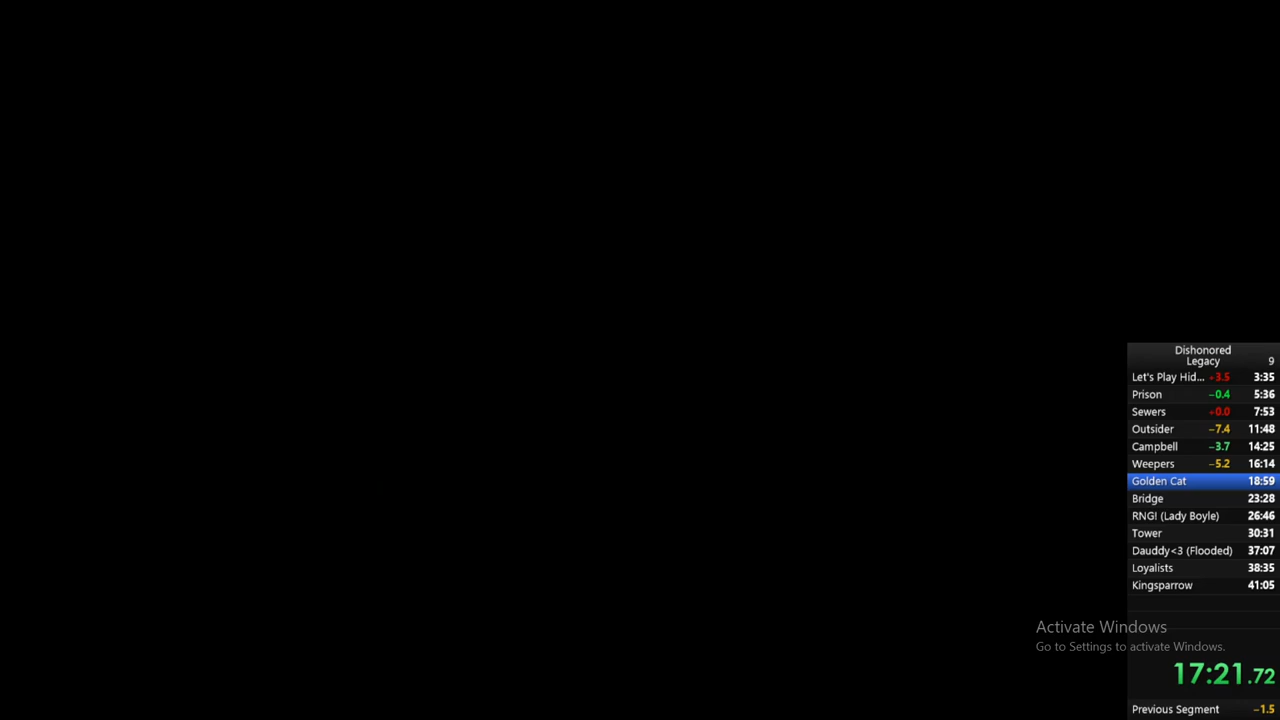 Dishonored
Legacy 9
Let's Play Hid... +3.5 3:35
Prison −0.4 5:36
Sewers +0.0 7:53
Outsider −7.4 11:48
Campbell −3.7 14:25
Weepers −5.2 16:14
Golden Cat 18:59
Bridge 23:28
RNG! (Lady Boyle) 26:46
Tower 30:31
Dauddy<3 (Flooded) 37:07
Loyalists 38:35
Kingsparrow 41:05
Activate Windows
Go to Settings to activate Windows.
17:21.72
Previous Segment −1.5